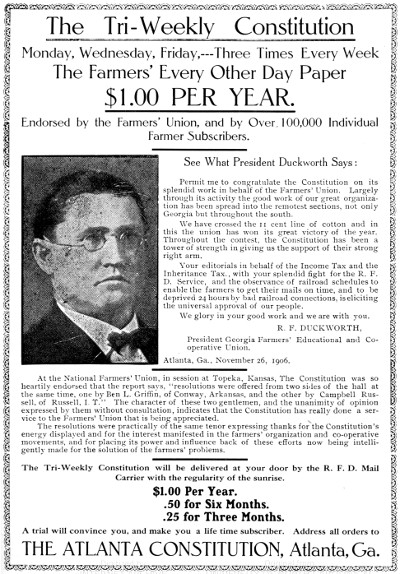 The Tri-Weekly Constitution
Monday, Wednesday, Friday,---Three Times Every Week
The Farmers' Every Other Day Paper
$1.00 PER YEAR.
Endorsed by the Farmers' Union, and by Over 100,000 Individual
Farmer Subscribers.
See What President Duckworth Says:
Permit me to congratulate the Constitution on its
splendid work in behalf of the Farmers' Union. Largely
through its activity the good work of our great organiza-
tion has been spread into the remotest sections, not only
Georgia but throughout the south.
We have crossed the 11 cent line of cotton and in
this the union has won its great victory of the year.
Throughout the contest, the Constitution has been a
tower of strength in giving us the support of their strong
right arm.
Your editorials in behalf of the Income Tax and the
Inheritance Tax, with your splendid fight for the R. F.
D. Service, and the observance of railroad schedules to
enable the farmers to get their mails on time, and to be
deprived 24 hours by bad railroad connections, is eliciting
the universal approval of our people.
We glory in your good work and we are with you.
R. F. DUCKWORTH,
President Georgia Farmers' Educational and Co-
operative Union.
Atlanta, Ga., November 26, 1906.
At the National Farmers' Union, in session at Topeka, Kansas, The Constitution was so
heartily endorsed that the report says, "resolutions were offered from two sides of the hall at
the same time, one by Ben L. Griffin, of Conway, Arkansas, and the other by Campbell Rus-
sell, of Russell, I. T." The character of these two gentlemen, and the unanimity of opinion
expressed by them without consultation, indicates that the Constitution has really done a ser-
vice to the Farmers' Union that is being appreciated.
The resolutions were practically of the same tenor expressing thanks for the Constitution's
energy displayed and for the interest manifested in the farmers' organization and co-operative
movements, and for placing its power and influence back of these efforts now being intelli-
gently made for the solution of the farmers' problems.
The Tri-Weekly Constitution will be delivered at your door by the R. F. D. Mail
Carrier with the regularity of the sunrise.
$1.00 Per Year.
.50 for Six Months.
.25 for Three Months.
A trial will convince you, and make you a life time subscriber. Address all orders to
THE ATLANTA CONSTITUTION, Atlanta, Ga.